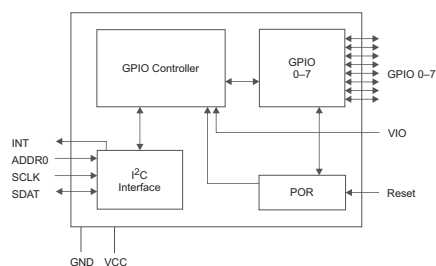 GPIO Controller
GPIO
0–7
GPIO 0–7
VIO
INT
ADDR0
SCLK
SDAT
I²C
Interface
POR
Reset
GND
VCC